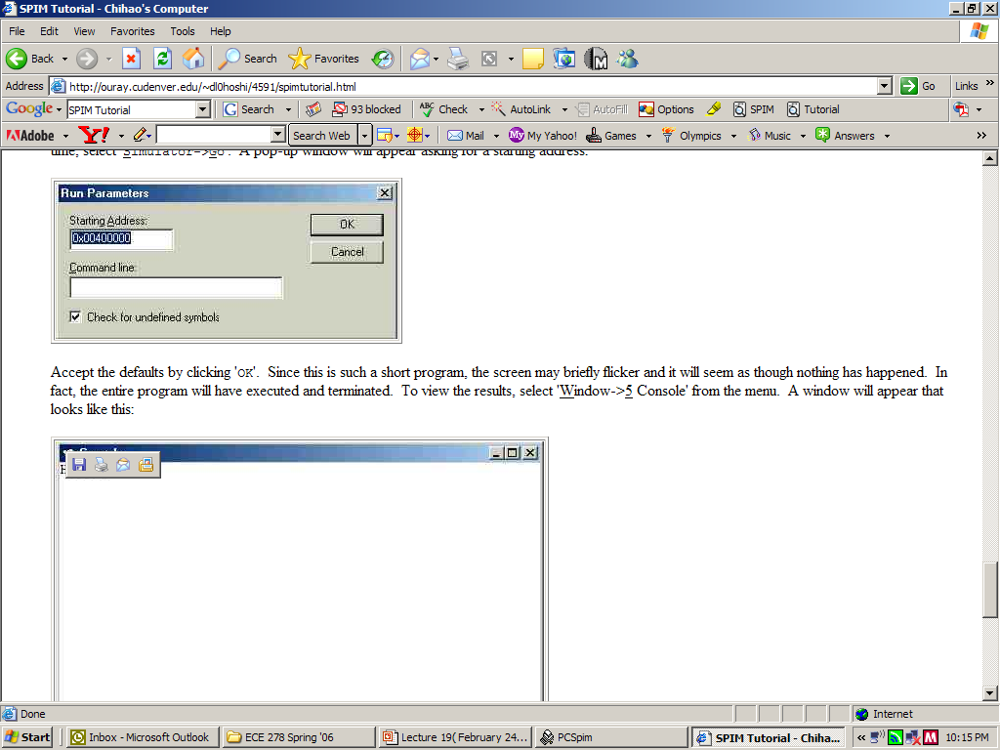 SPIM Tutorial - Chihao's Computer
File Edit View Favorites Tools Help
Back Search Favorites
Address http://ouray.cudenver.edu/~dl0hoshi/4591/spimtutorial.html Go Links »
Google SPIM Tutorial Search 93 blocked Check AutoLink AutoFill Options SPIM Tutorial
Adobe Y! Search Web Mail My Yahoo! Games Olympics Music Answers »
time, select 'Simulator->Go'. A pop-up window will appear asking for a starting address.
Run Parameters
Starting Address:
OK
0x00400000
Cancel
Command line:
Check for undefined symbols
Accept the defaults by clicking 'OK'. Since this is such a short program, the screen may briefly flicker and it will seem as though nothing has happened. In
fact, the entire program will have executed and terminated. To view the results, select 'Window->5 Console' from the menu. A window will appear that
looks like this:
Done Internet
Start Inbox - Microsoft Outlook ECE 278 Spring '06 Lecture 19( February 24... PCSpim SPIM Tutorial - Chiha... « 10:15 PM